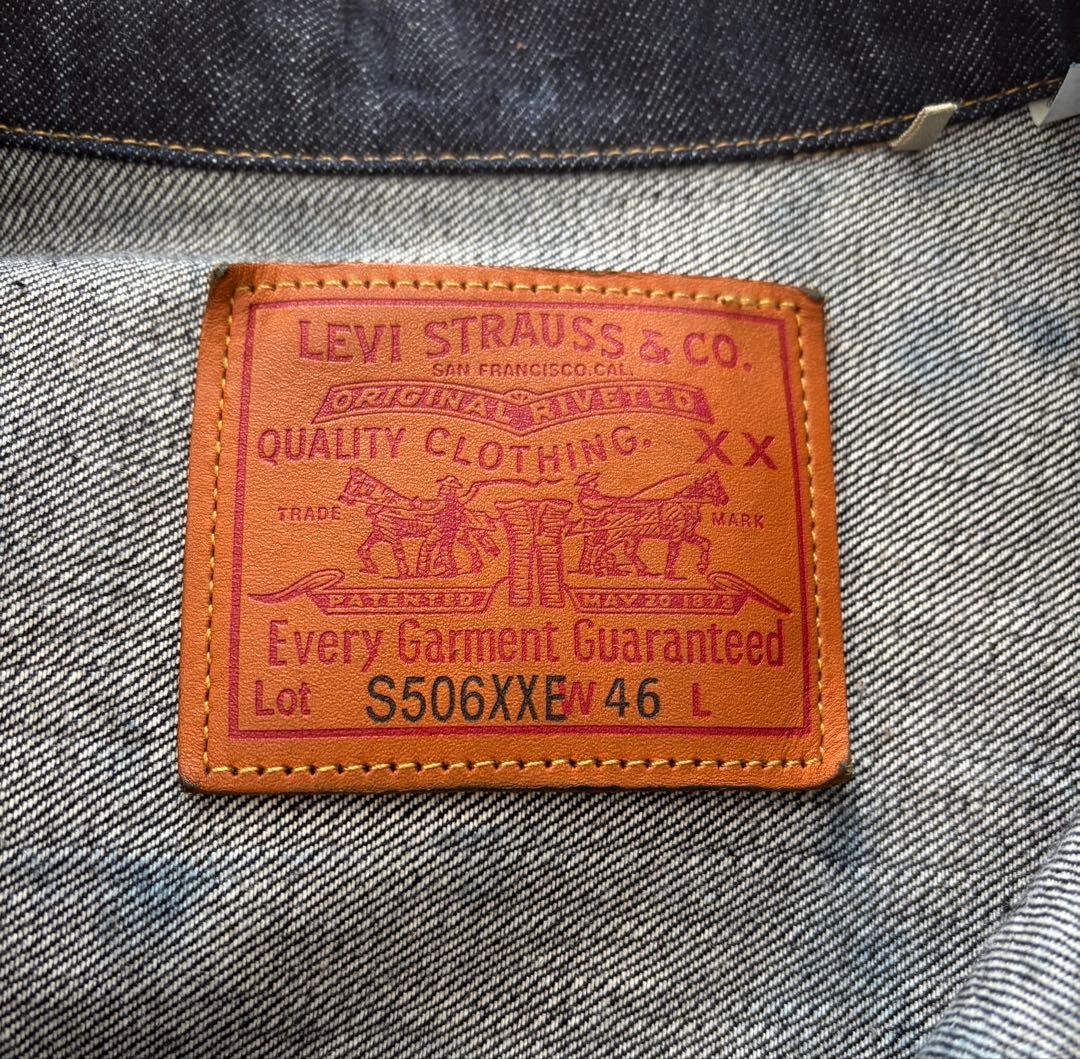 LEVI STRAUSS & CO.
SAN FRANCISCO.CAL.
ORIGINAL RIVETED
QUALITY CLOTHING. XX
TRADE MARK
PATENTED MAY 20 1873
Every Garment Guaranteed
Lot S506XXE W 46 L